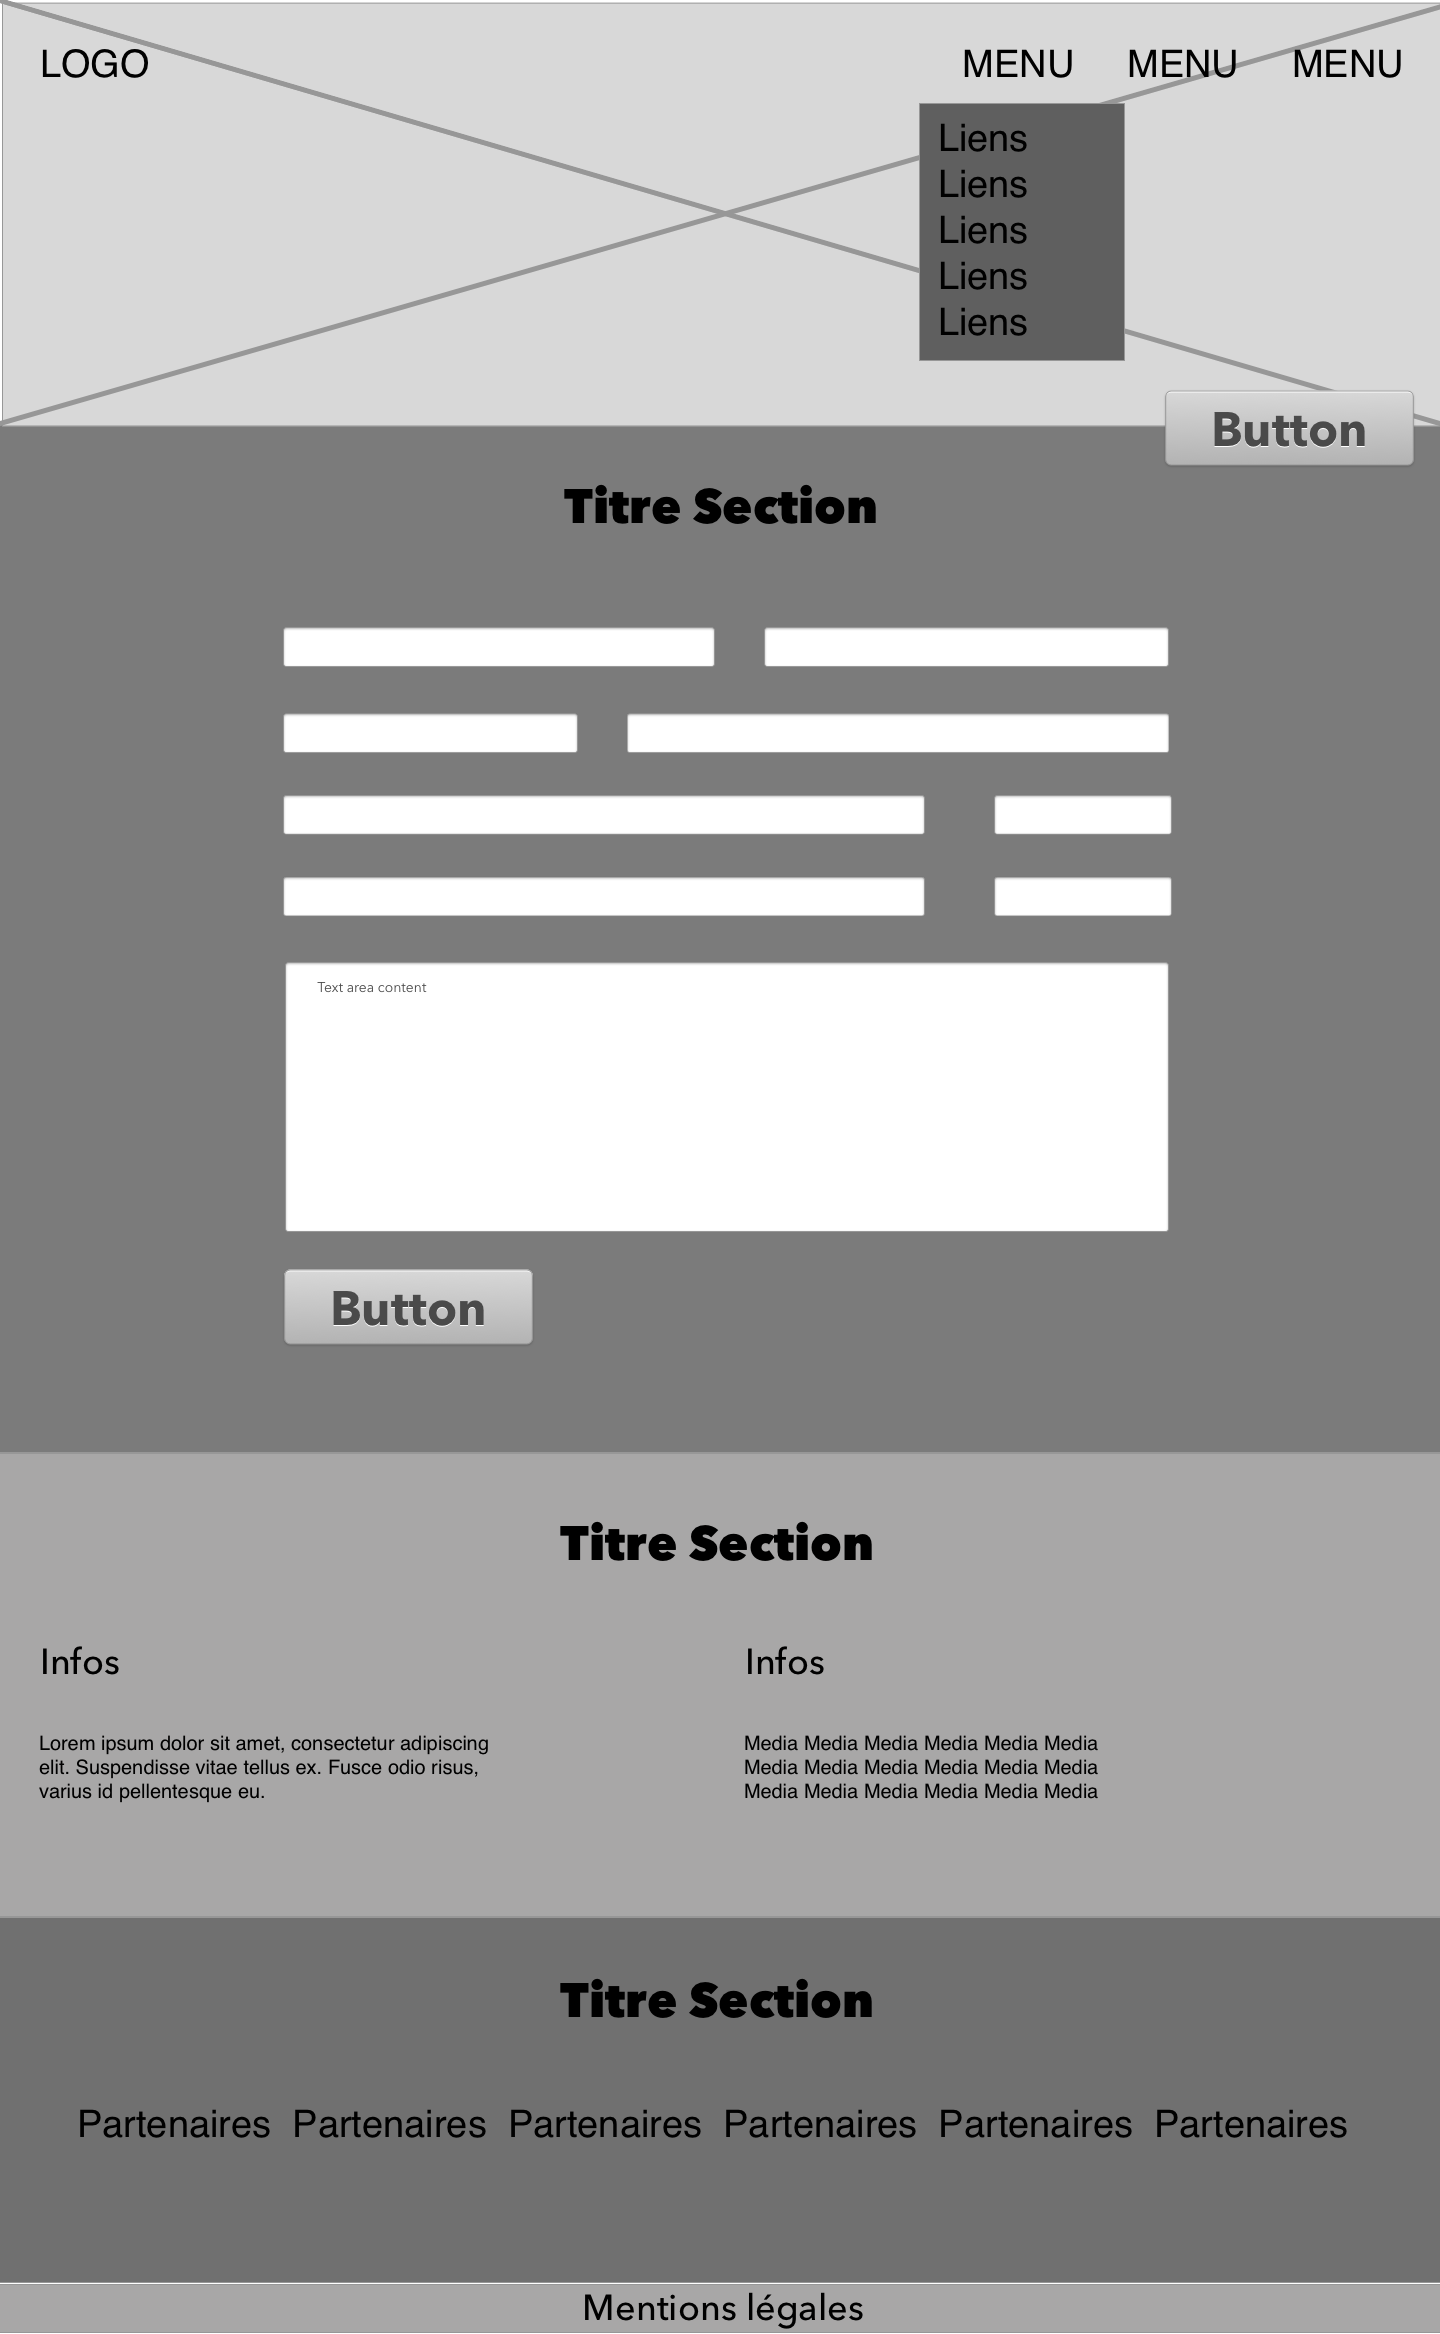 LOGO MENU MENU MENU
Liens
Liens
Liens
Liens
Liens
Button
Titre Section
Text area content
Button
Titre Section
Infos
Lorem ipsum dolor sit amet, consectetur adipiscing
elit. Suspendisse vitae tellus ex. Fusce odio risus,
varius id pellentesque eu.
Infos
Media Media Media Media Media Media
Media Media Media Media Media Media
Media Media Media Media Media Media
Titre Section
Partenaires Partenaires Partenaires Partenaires Partenaires Partenaires
Mentions légales